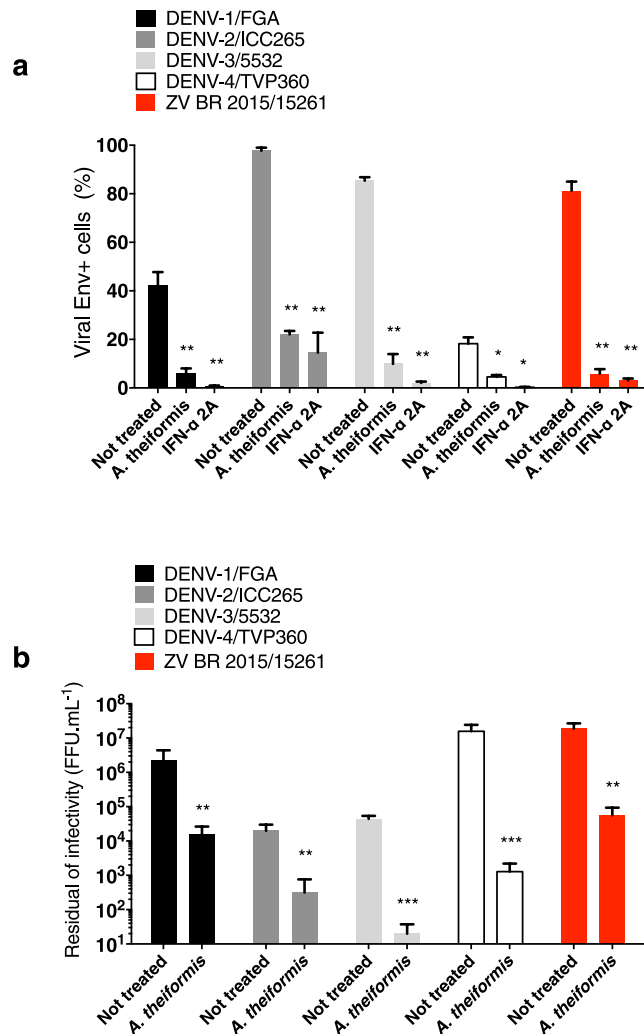 DENV-1/FGA
DENV-2/ICC265
DENV-3/5532
DENV-4/TVP360
ZV BR 2015/15261
a
Viral Env+ cells (%)
100
80
60
40
20
0
** ** ** ** ** ** * * ** **
Not treated A. theiformis IFN-α 2A Not treated A. theiformis IFN-α 2A Not treated A. theiformis IFN-α 2A Not treated A. theiformis IFN-α 2A Not treated A. theiformis IFN-α 2A
DENV-1/FGA
DENV-2/ICC265
DENV-3/5532
DENV-4/TVP360
ZV BR 2015/15261
b
Residual of infectivity (FFU.mL⁻¹)
10⁷
10⁶
10⁵
10⁴
10³
10²
10¹
** ** *** *** **
Not treated A. theiformis Not treated A. theiformis Not treated A. theiformis Not treated A. theiformis Not treated A. theiformis